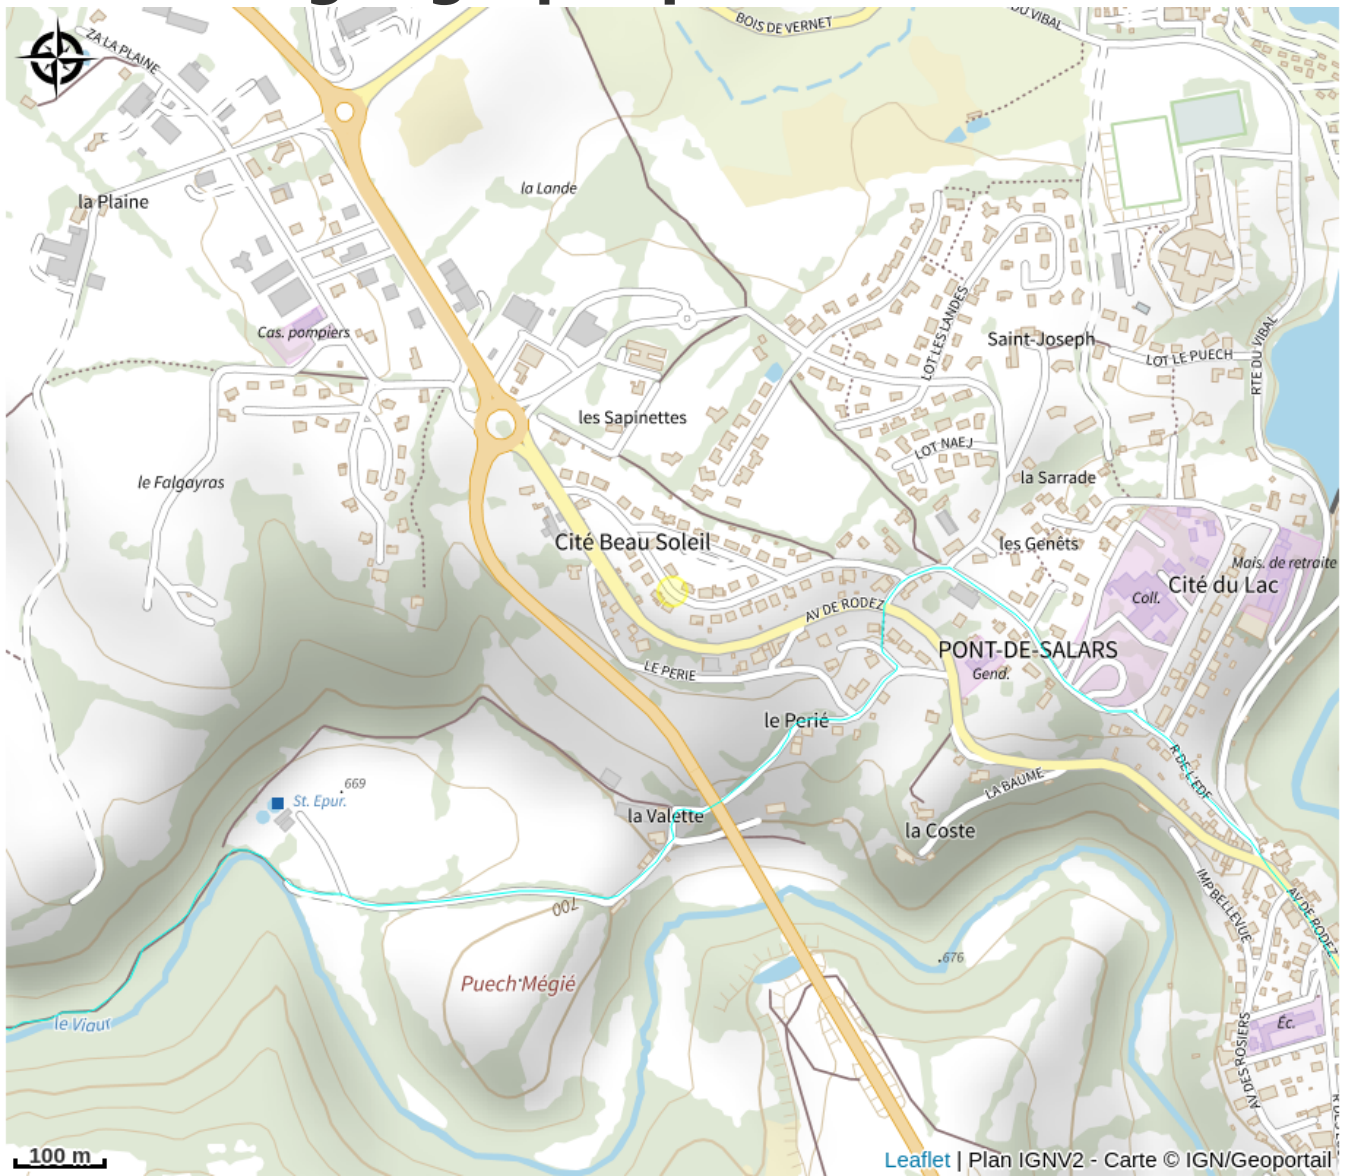 BOIS DE VERNET
DU VIBAL
ZA LA PLAINE
la Plaine
la Lande
Cas. pompiers
LOT LES LANDES
Saint-Joseph
LOT LE PUECH
RTE DU VIBAL
les Sapinettes
LOT NAEJ
le Falgayras
la Sarrade
Cité Beau Soleil
les Genêts
Mais. de retraite
Cité du Lac
Coll.
AV DE RODEZ
PONT-DE-SALARS
LE PERIE
Gend.
le Perié
R DE L'EDF
669
St. Epur.
LA BAUME
la Valette
la Coste
IMP BELLEVUE
AV DE RODEZ
700
676
Puech Mégié
le Viaur
Éc.
AV DES ROSIERS
100 m
Leaflet | Plan IGNV2 - Carte © IGN/Geoportail